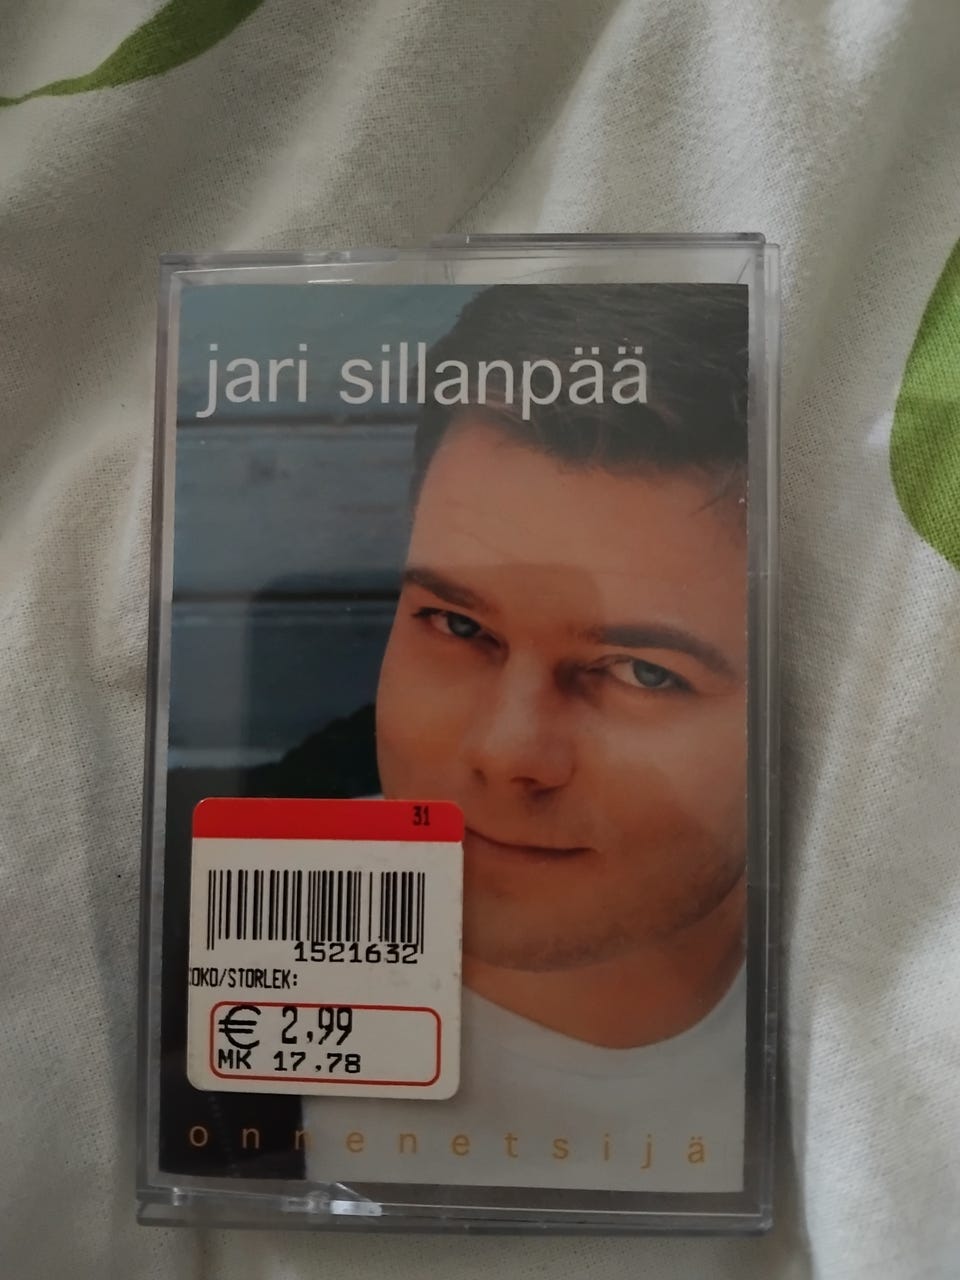 jari sillanpää
31
1521632
KOKO/STORLEK:
€ 2,99
MK 17,78
onnenetsijä